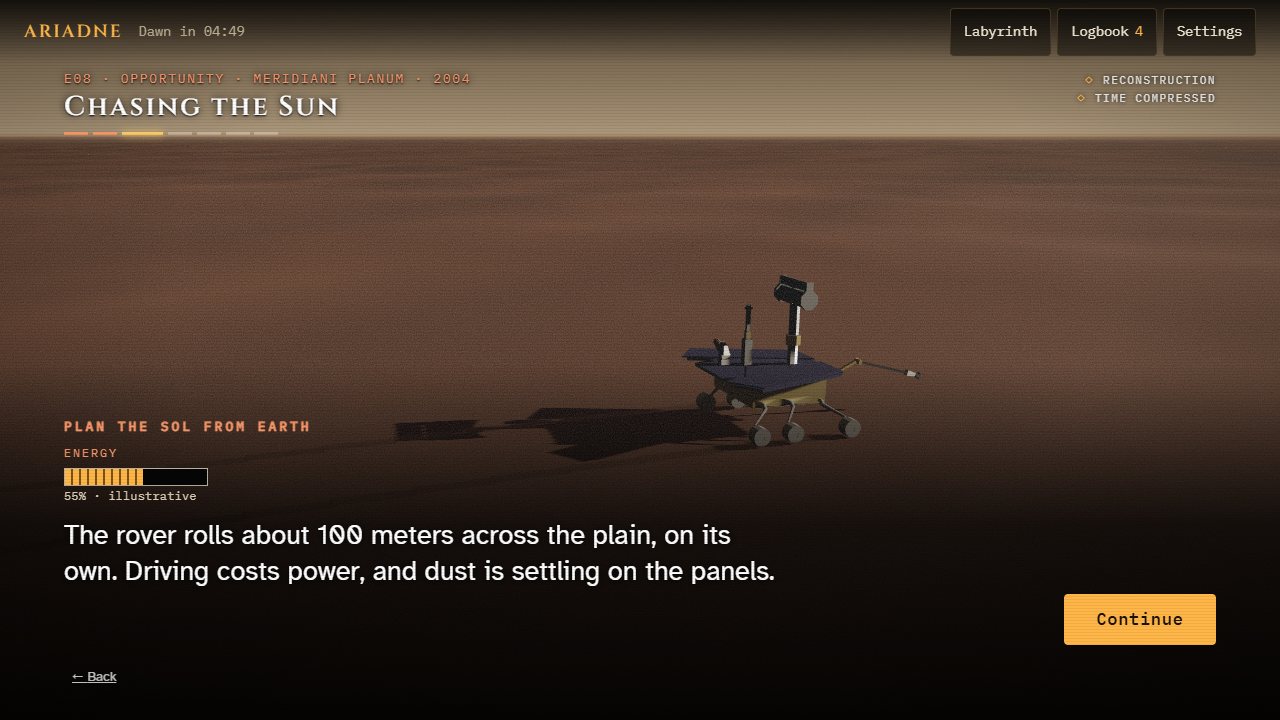 ARIADNE Dawn in 04:49 Labyrinth Logbook 4 Settings
E08 · OPPORTUNITY · MERIDIANI PLANUM · 2004
Chasing the Sun
◇ RECONSTRUCTION
◇ TIME COMPRESSED
PLAN THE SOL FROM EARTH
ENERGY
55% · illustrative
The rover rolls about 100 meters across the plain, on its
own. Driving costs power, and dust is settling on the panels.
Continue
← Back